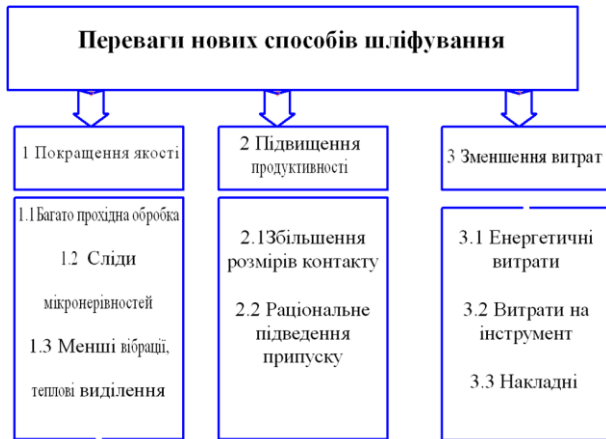 Переваги нових способів шліфування
1 Покращення якості
2 Підвищення
продуктивності
3 Зменшення витрат
1.1Багато прохідна обробка
1.2 Сліди
мікронерівностей
1.3 Менші вібрації,
теплові виділення
2.1Збільшення
розмірів контакту
2.2 Раціональне
підведення
припуску
3.1 Енергетичні
витрати
3.2 Витрати на
інструмент
3.3 Накладні